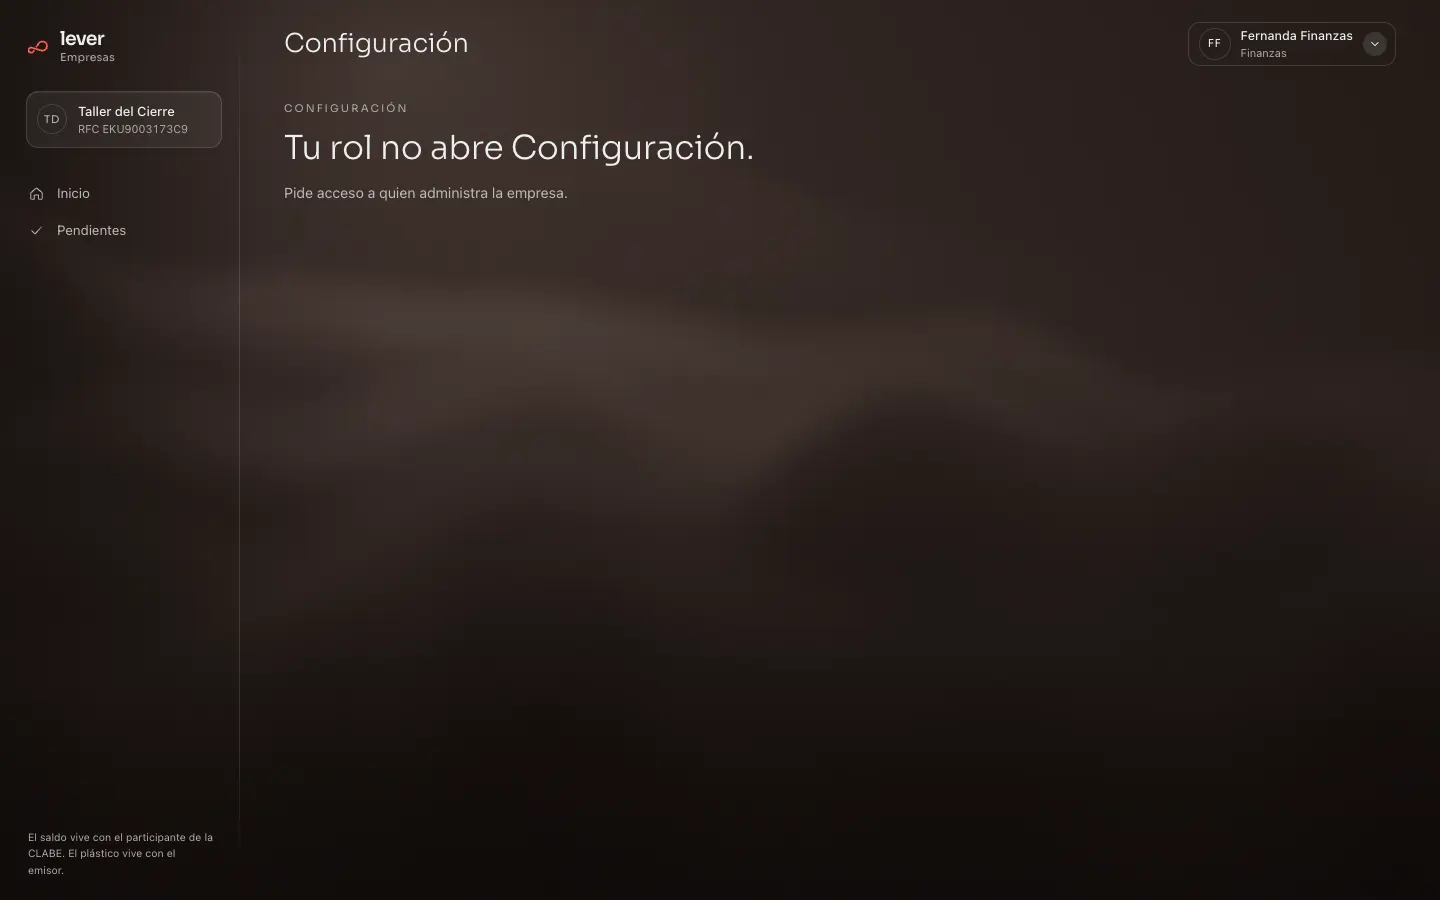 lever
Empresas
Configuración
FF
Fernanda Finanzas
Finanzas
TD
Taller del Cierre
RFC EKU9003173C9
Inicio
Pendientes
CONFIGURACIÓN
Tu rol no abre Configuración.
Pide acceso a quien administra la empresa.
El saldo vive con el participante de la
CLABE. El plástico vive con el
emisor.